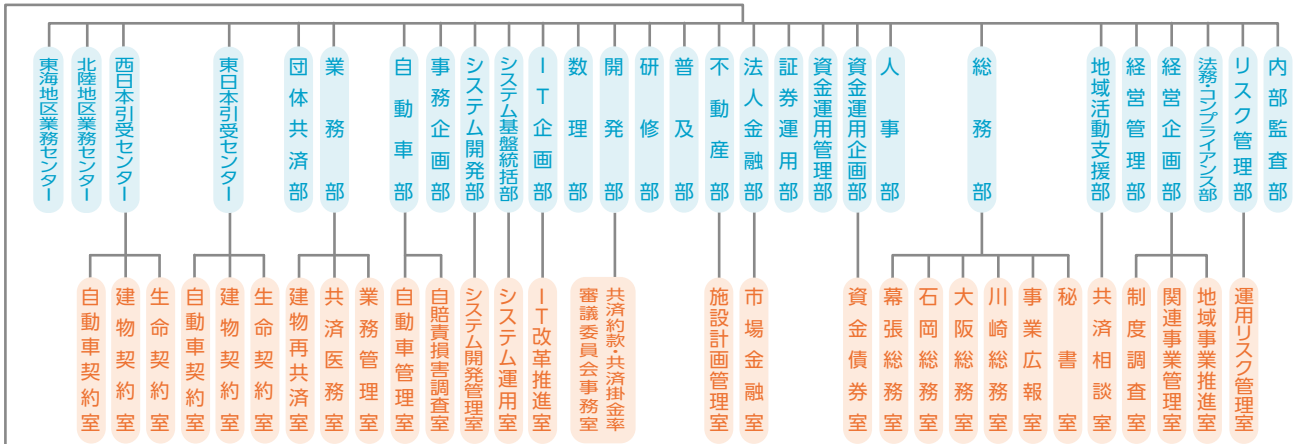 内部監査部
リスク管理部
法務・コンプライアンス部
経営企画部
経営管理部
地域活動支援部
総務部
人事部
資金運用企画部
資金運用管理部
証券運用部
法人金融部
不動産部
普及部
研修部
開発部
数理部
IT企画部
システム基盤統括部
システム開発部
事務企画部
自動車部
業務部
団体共済部
東日本引受センター
西日本引受センター
北陸地区業務センター
東海地区業務センター
運用リスク管理室
地域事業推進室
関連事業管理室
制度調査室
共済相談室
秘書室
事業広報室
川崎総務室
大阪総務室
石岡総務室
幕張総務室
資金債券室
市場金融室
施設計画管理室
共済約款・共済掛金率
審議委員会事務室
IT改革推進室
システム運用室
システム開発管理室
自賠責損害調査室
自動車管理室
業務管理室
共済医務室
建物再共済室
生命契約室
建物契約室
自動車契約室
生命契約室
建物契約室
自動車契約室